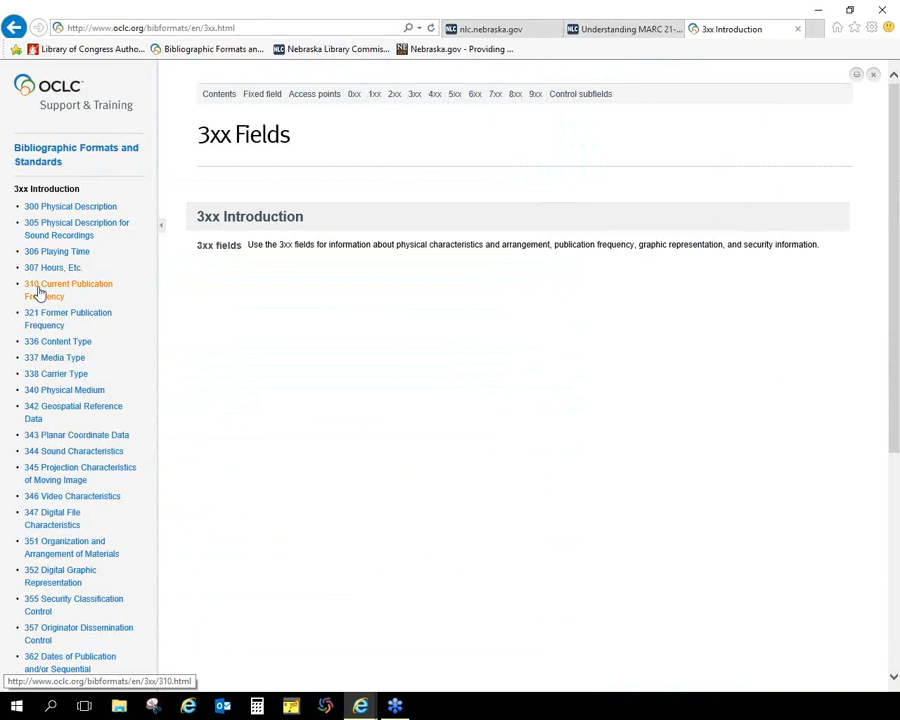 http://www.oclc.org/bibformats/en/3xx.html
nlc.nebraska.gov
Understanding MARC 21-...
3xx Introduction
Library of Congress Autho...
Bibliographic Formats an...
Nebraska Library Commis...
Nebraska.gov - Providing ...
OCLC
Support & Training
Bibliographic Formats and
Standards
3xx Introduction
300 Physical Description
305 Physical Description for
Sound Recordings
306 Playing Time
307 Hours, Etc.
310 Current Publication
Frequency
321 Former Publication
Frequency
336 Content Type
337 Media Type
338 Carrier Type
340 Physical Medium
342 Geospatial Reference
Data
343 Planar Coordinate Data
344 Sound Characteristics
345 Projection Characteristics
of Moving Image
346 Video Characteristics
347 Digital File
Characteristics
351 Organization and
Arrangement of Materials
352 Digital Graphic
Representation
355 Security Classification
Control
357 Originator Dissemination
Control
362 Dates of Publication
and/or Sequential
Contents Fixed field Access points 0xx 1xx 2xx 3xx 4xx 5xx 6xx 7xx 8xx 9xx Control subfields
3xx Fields
3xx Introduction
3xx fields Use the 3xx fields for information about physical characteristics and arrangement, publication frequency, graphic representation, and security information.
http://www.oclc.org/bibformats/en/3xx/310.html